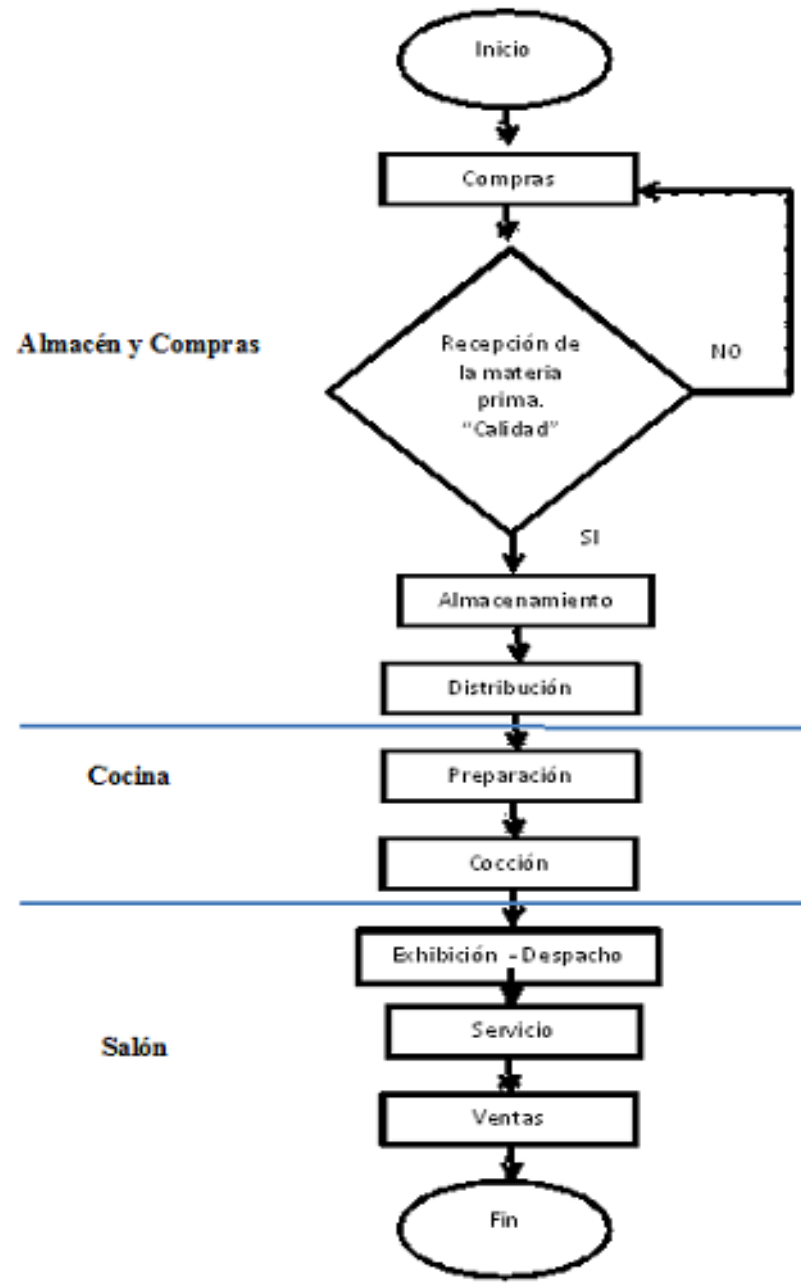 Inicio
Compras
Almacén y Compras
Recepción de
la materia
prima.
“Calidad”
NO
SI
Almacenamiento
Distribución
Cocina
Preparación
Cocción
Exhibición - Despacho
Salón
Servicio
Ventas
Fin